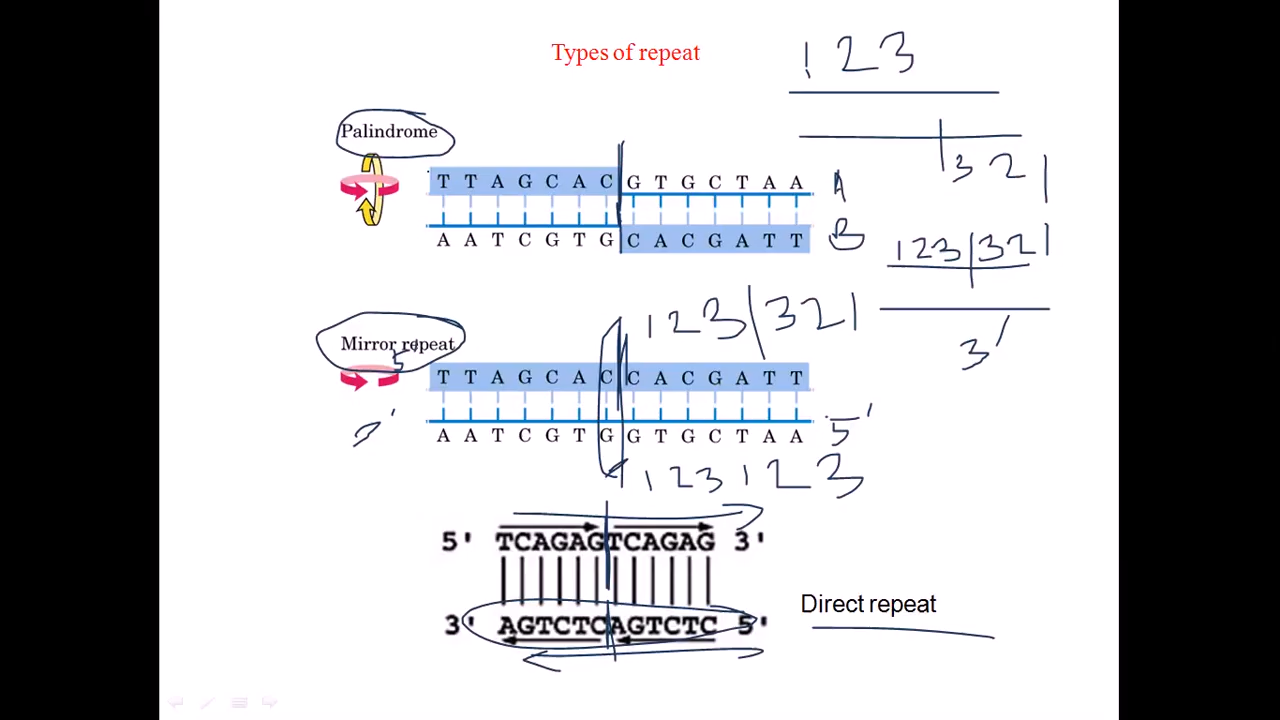 Types of repeat
1 2 3
Palindrome
3 2 1
T T A G C A C G T G C T A A A
A A T C G T G C A C G A T T B
1 2 3 | 3 2 1
1 2 3 | 3 2 1
Mirror repeat
5'
3'
T T A G C A C C A C G A T T
A A T C G T G G T G C T A A 5'
1 2 3 1 2 3
5' TCAGAGTCAGAG 3'
Direct repeat
3' AGTCTCAGTCTC 5'